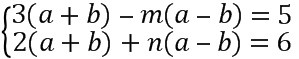 3(a + b) – m(a – b) = 5
2(a + b) + n(a – b) = 6